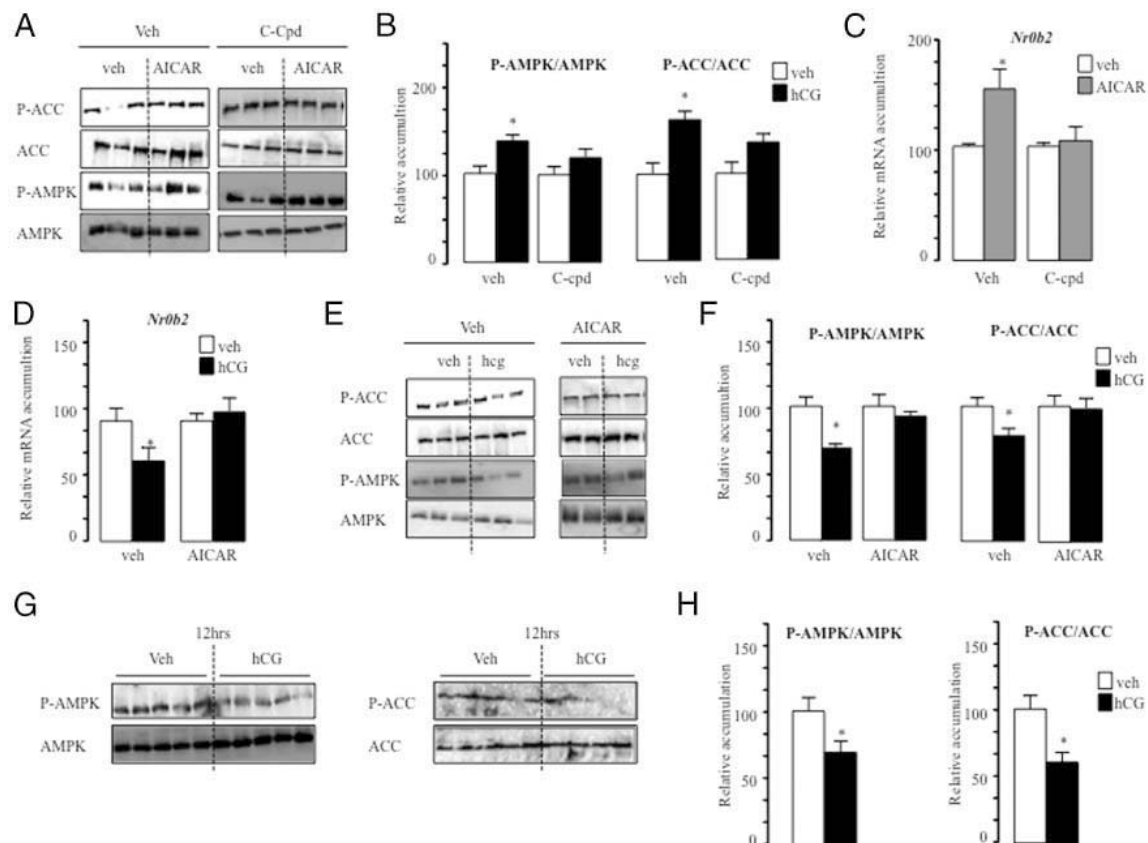 A
Veh
C-Cpd
veh
AICAR
veh
AICAR
P-ACC
ACC
P-AMPK
AMPK
B
P-AMPK/AMPK
P-ACC/ACC
veh
hCG
*
*
Relative accumultion
200
100
0
veh
C-cpd
veh
C-cpd
C
Nr0b2
veh
AICAR
*
Relative mRNA accumultion
200
100
0
Veh
C-cpd
D
Nr0b2
veh
hCG
*
Relative mRNA accumultion
150
100
50
0
veh
AICAR
E
Veh
AICAR
veh
hcg
veh
hcg
P-ACC
ACC
P-AMPK
AMPK
F
P-AMPK/AMPK
P-ACC/ACC
veh
hCG
*
*
Relative accumultion
150
100
50
0
veh
AICAR
veh
AICAR
G
12hrs
Veh
hCG
P-AMPK
AMPK
12hrs
Veh
hCG
P-ACC
ACC
H
P-AMPK/AMPK
*
Relative accumulation
150
100
50
0
P-ACC/ACC
veh
hCG
*
Relative accumulation
150
100
50
0